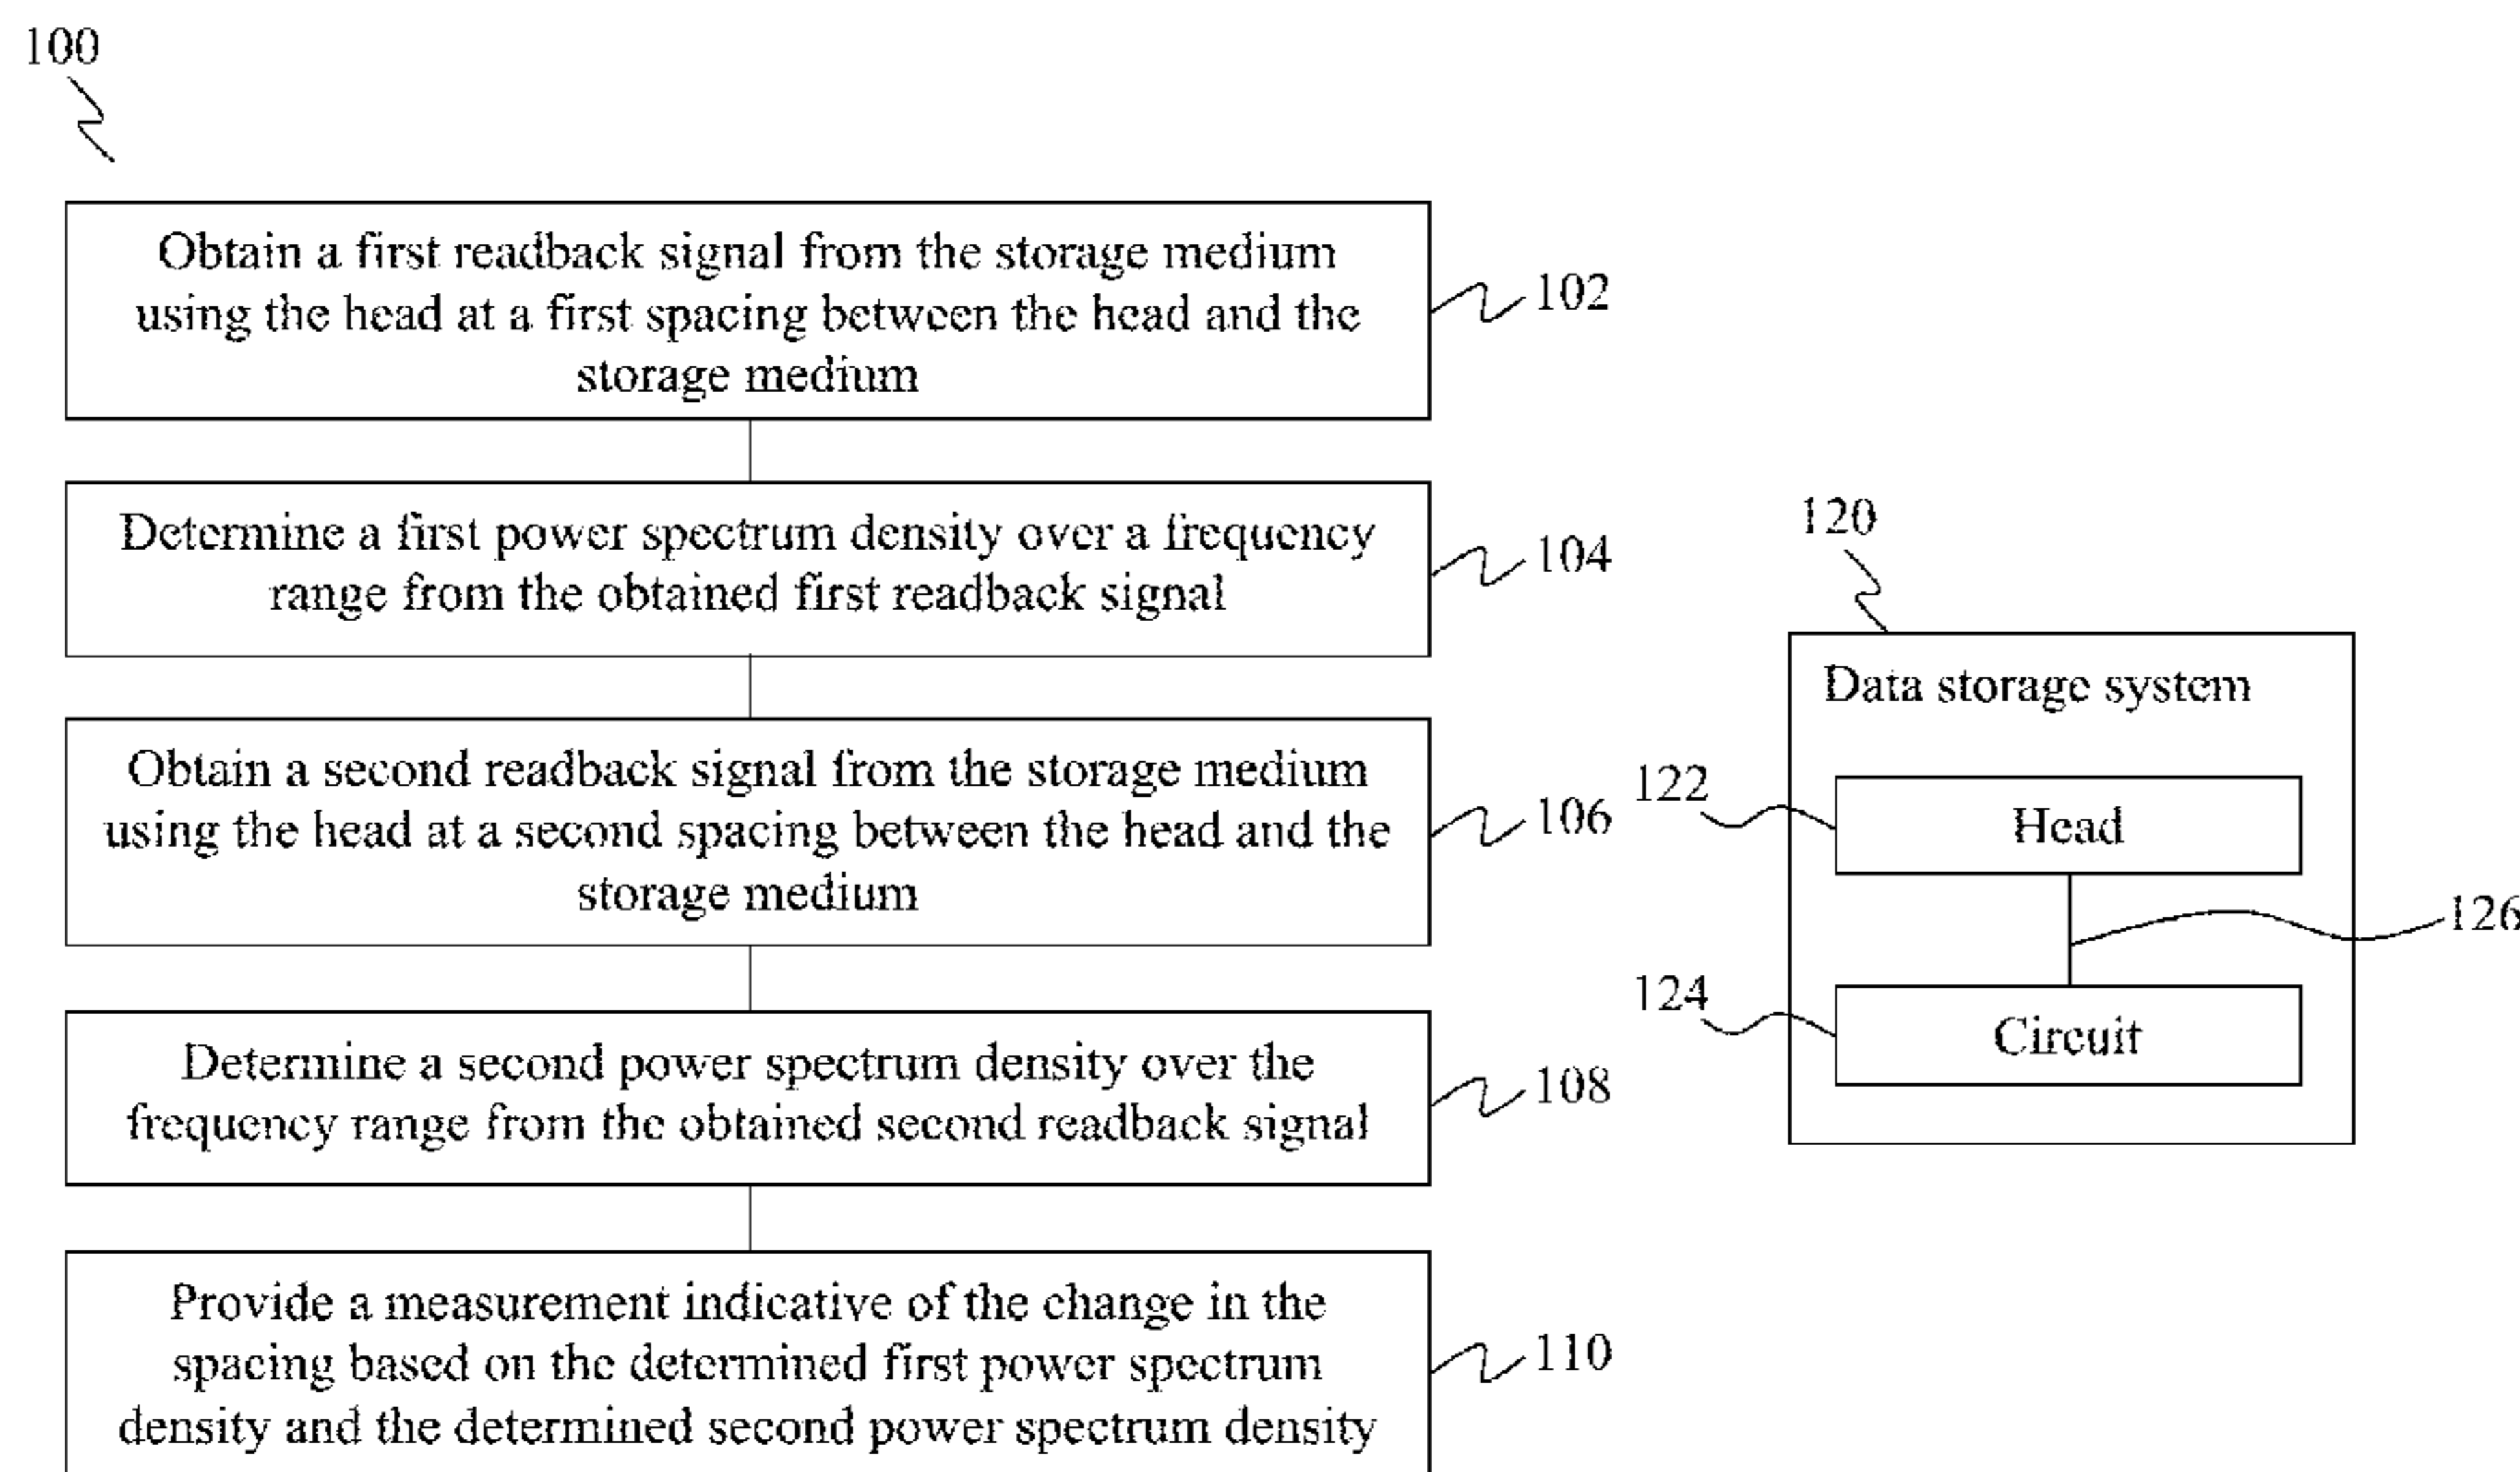 100
Obtain a first readback signal from the storage medium
using the head at a first spacing between the head and the
storage medium
102
Determine a first power spectrum density over a frequency
range from the obtained first readback signal
104
Obtain a second readback signal from the storage medium
using the head at a second spacing between the head and the
storage medium
106
Determine a second power spectrum density over the
frequency range from the obtained second readback signal
108
Provide a measurement indicative of the change in the
spacing based on the determined first power spectrum
density and the determined second power spectrum density
110
120
Data storage system
122
Head
126
124
Circuit